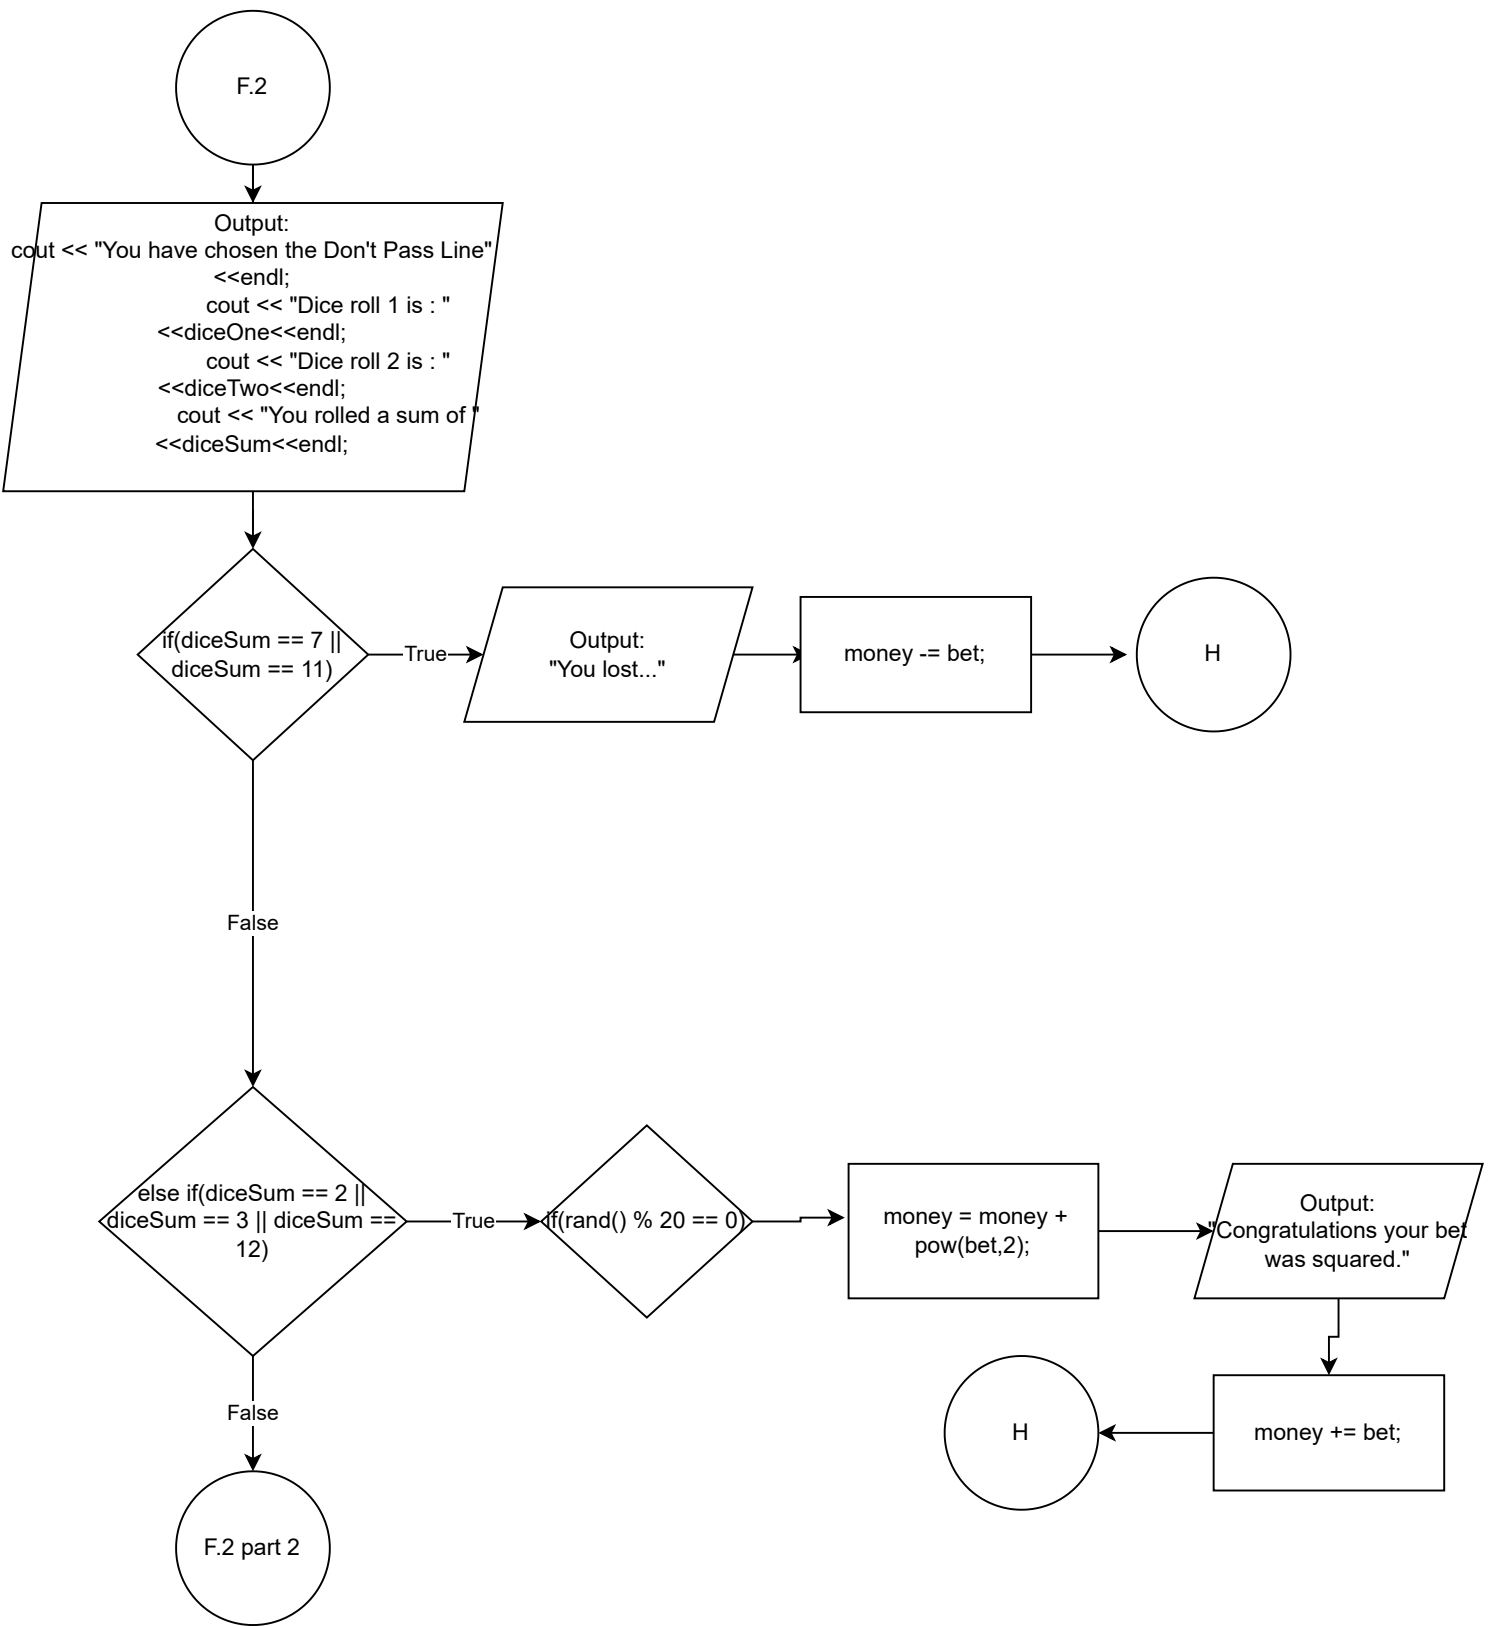 F.2
Output:
cout << "You have chosen the Don't Pass Line"
<<endl;
cout << "Dice roll 1 is : "
<<diceOne<<endl;
cout << "Dice roll 2 is : "
<<diceTwo<<endl;
cout << "You rolled a sum of "
<<diceSum<<endl;
if(diceSum == 7 ||
diceSum == 11)
True
Output:
"You lost..."
money -= bet;
H
False
else if(diceSum == 2 ||
diceSum == 3 || diceSum ==
12)
True
if(rand() % 20 == 0)
money = money +
pow(bet,2);
Output:
"Congratulations your bet
was squared."
money += bet;
H
False
F.2 part 2